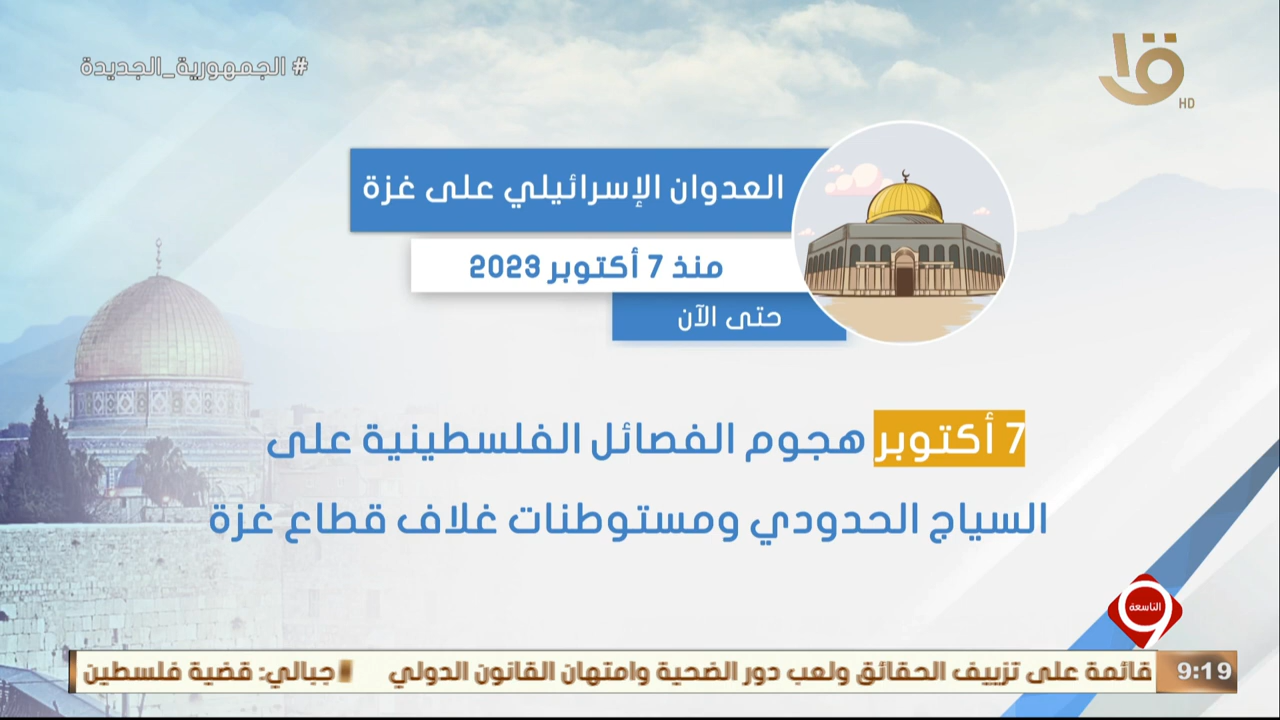 # الجمهورية_الجديدة
HD
العدوان الإسرائيلي على غزة
منذ 7 أكتوبر 2023
حتى الآن
7 أكتوبر هجوم الفصائل الفلسطينية على
السياج الحدودي ومستوطنات غلاف قطاع غزة
التاسعة
9
9:19
قائمة على تزييف الحقائق ولعب دور الضحية وامتهان القانون الدولي جبالي: قضية فلسطين